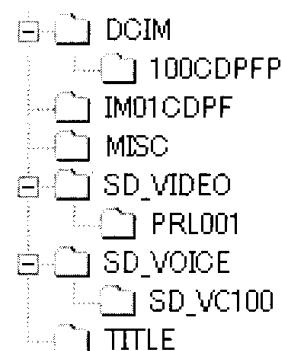 DCIM
100CDPFP
IM01CDPF
MISC
SD_VIDEO
PRL001
SD_VOICE
SD_VC100
TITLE